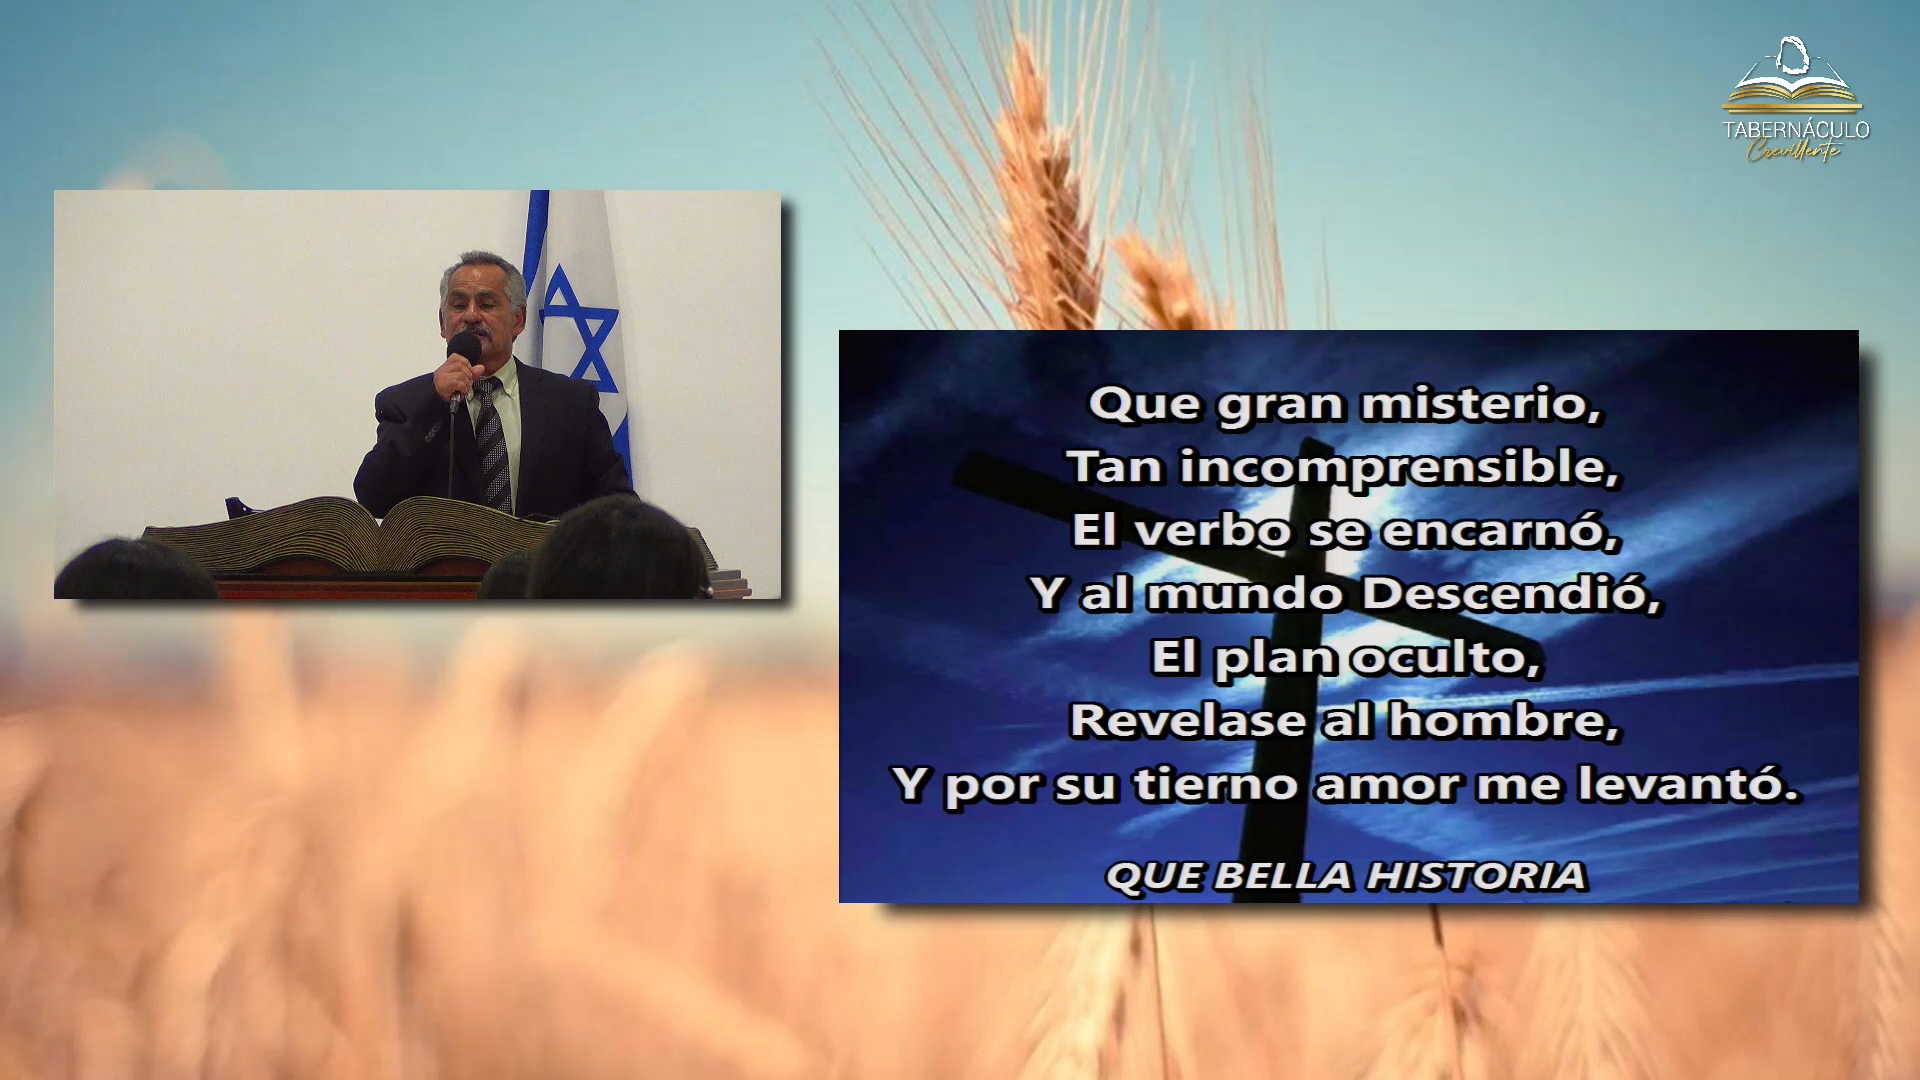 TABERNÁCULO
Crevillente
Que gran misterio,
Tan incomprensible,
El verbo se encarnó,
Y al mundo Descendió,
El plan oculto,
Revelase al hombre,
Y por su tierno amor me levantó.
QUE BELLA HISTORIA